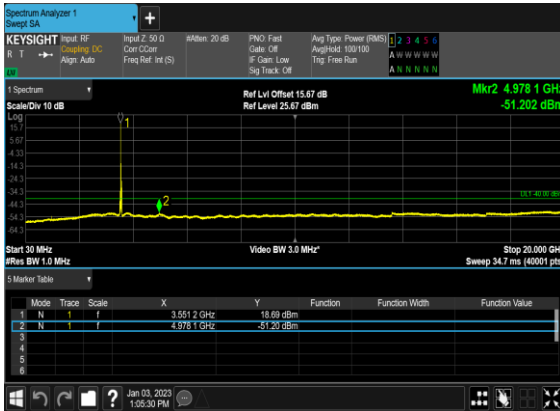 Spectrum Analyzer 1
Swept SA
+
KEYSIGHT Input: RF Input Z: 50 Ω #Atten: 20 dB PNO: Fast Avg Type: Power (RMS) 1 2 3 4 5 6
R T Coupling: DC Corr CCorr Gate: Off Avg|Hold: 100/100 A W W W W W
Align: Auto Freq Ref: Int (S) IF Gain: Low Trig: Free Run
Sig Track: Off A N N N N N
1 Spectrum Ref Lvl Offset 15.67 dB Mkr2 4.978 1 GHz
Scale/Div 10 dB Ref Level 25.67 dBm -51.202 dBm
Log
15.7
5.67
-4.33
-14.3
-24.3
-34.3
-44.3
-54.3
-64.3
1
2
DL1 -40.00 dBm
Start 30 MHz Video BW 3.0 MHz* Stop 20.000 GHz
#Res BW 1.0 MHz Sweep 34.7 ms (40001 pts)
5 Marker Table
Mode Trace Scale X Y Function Function Width Function Value
1 N 1 f 3.551 2 GHz 18.69 dBm
2 N 1 f 4.978 1 GHz -51.20 dBm
3
4
5
6
? Jan 03, 2023
1:05:30 PM